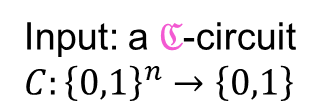 Input: a ℭ-circuit
𝐶: {0,1}ⁿ → {0,1}